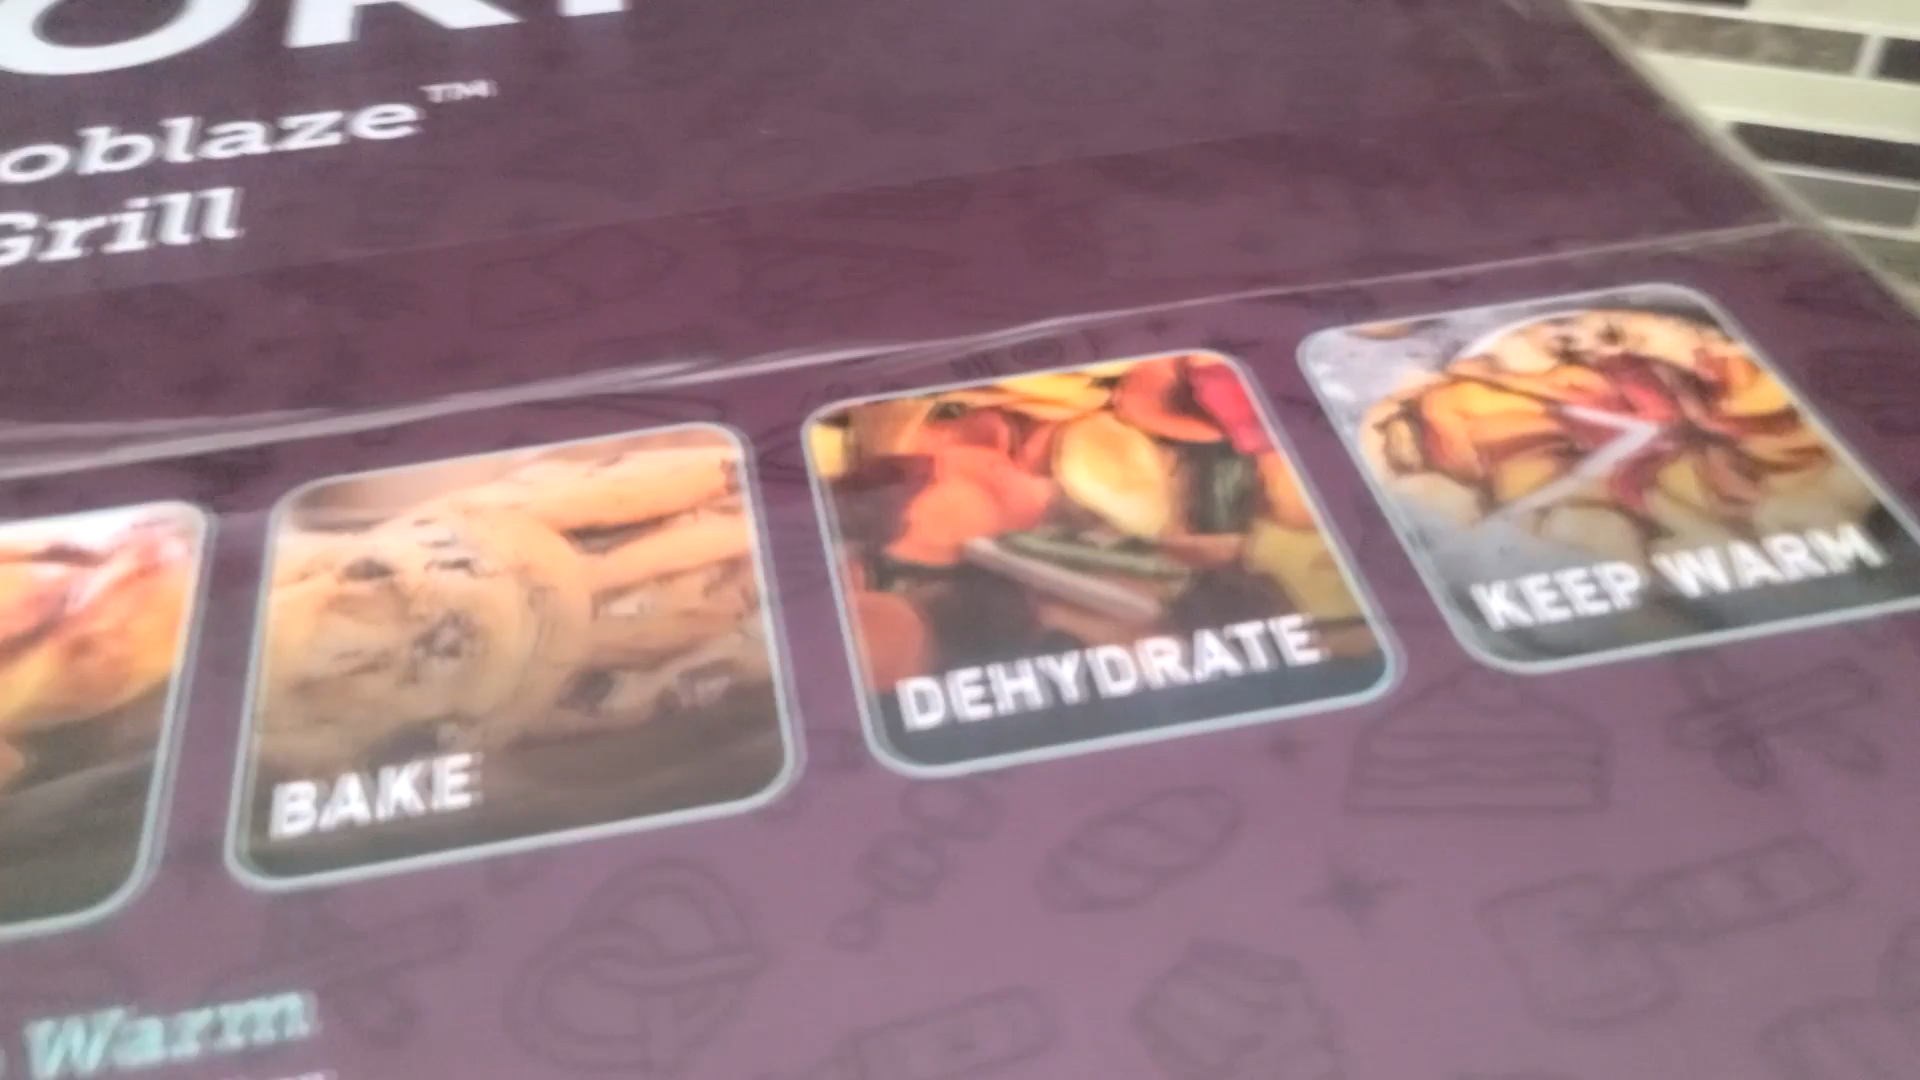 oblaze™
Grill
BAKE
DEHYDRATE
KEEP WARM
Warm